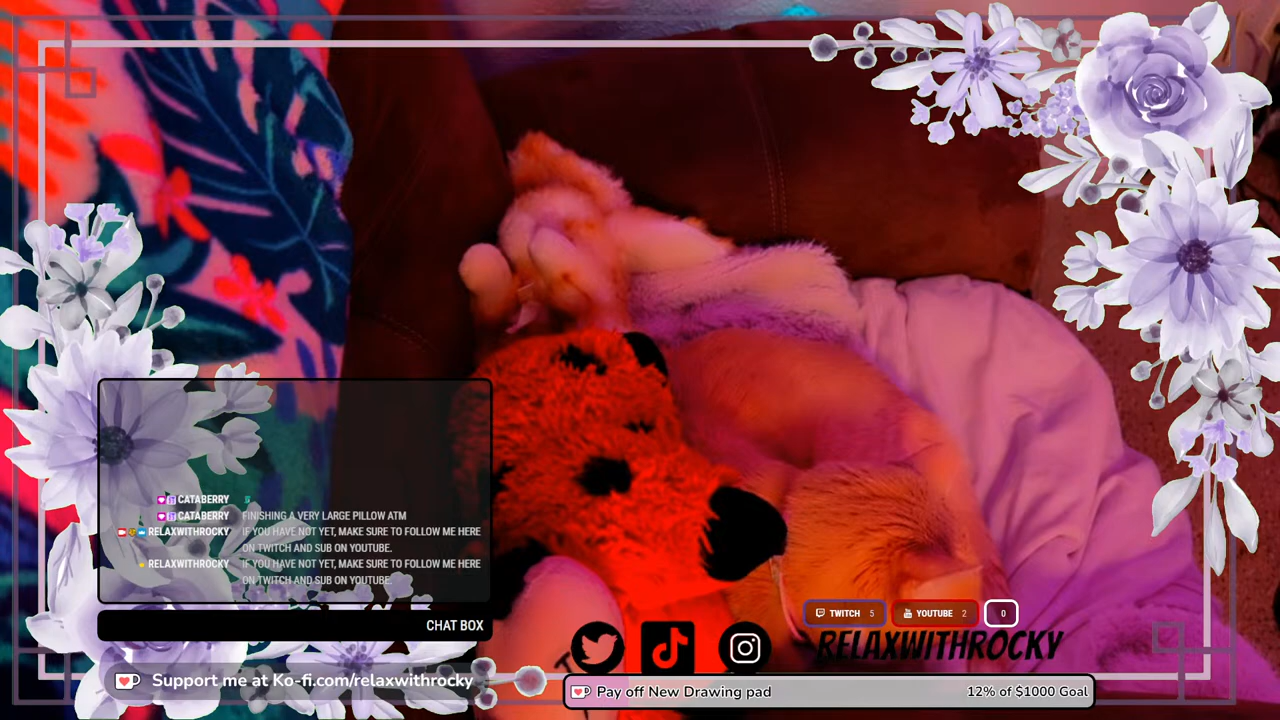 CATABERRY
CATABERRY FINISHING A VERY LARGE PILLOW ATM
RELAXWITHROCKY IF YOU HAVE NOT YET, MAKE SURE TO FOLLOW ME HERE
ON TWITCH AND SUB ON YOUTUBE.
RELAXWITHROCKY IF YOU HAVE NOT YET, MAKE SURE TO FOLLOW ME HERE
ON TWITCH AND SUB ON YOUTUBE.
CHAT BOX
TWITCH 5 YOUTUBE 2 0
RELAXWITHROCKY
Support me at Ko-fi.com/relaxwithrocky
Pay off New Drawing pad 12% of $1000 Goal